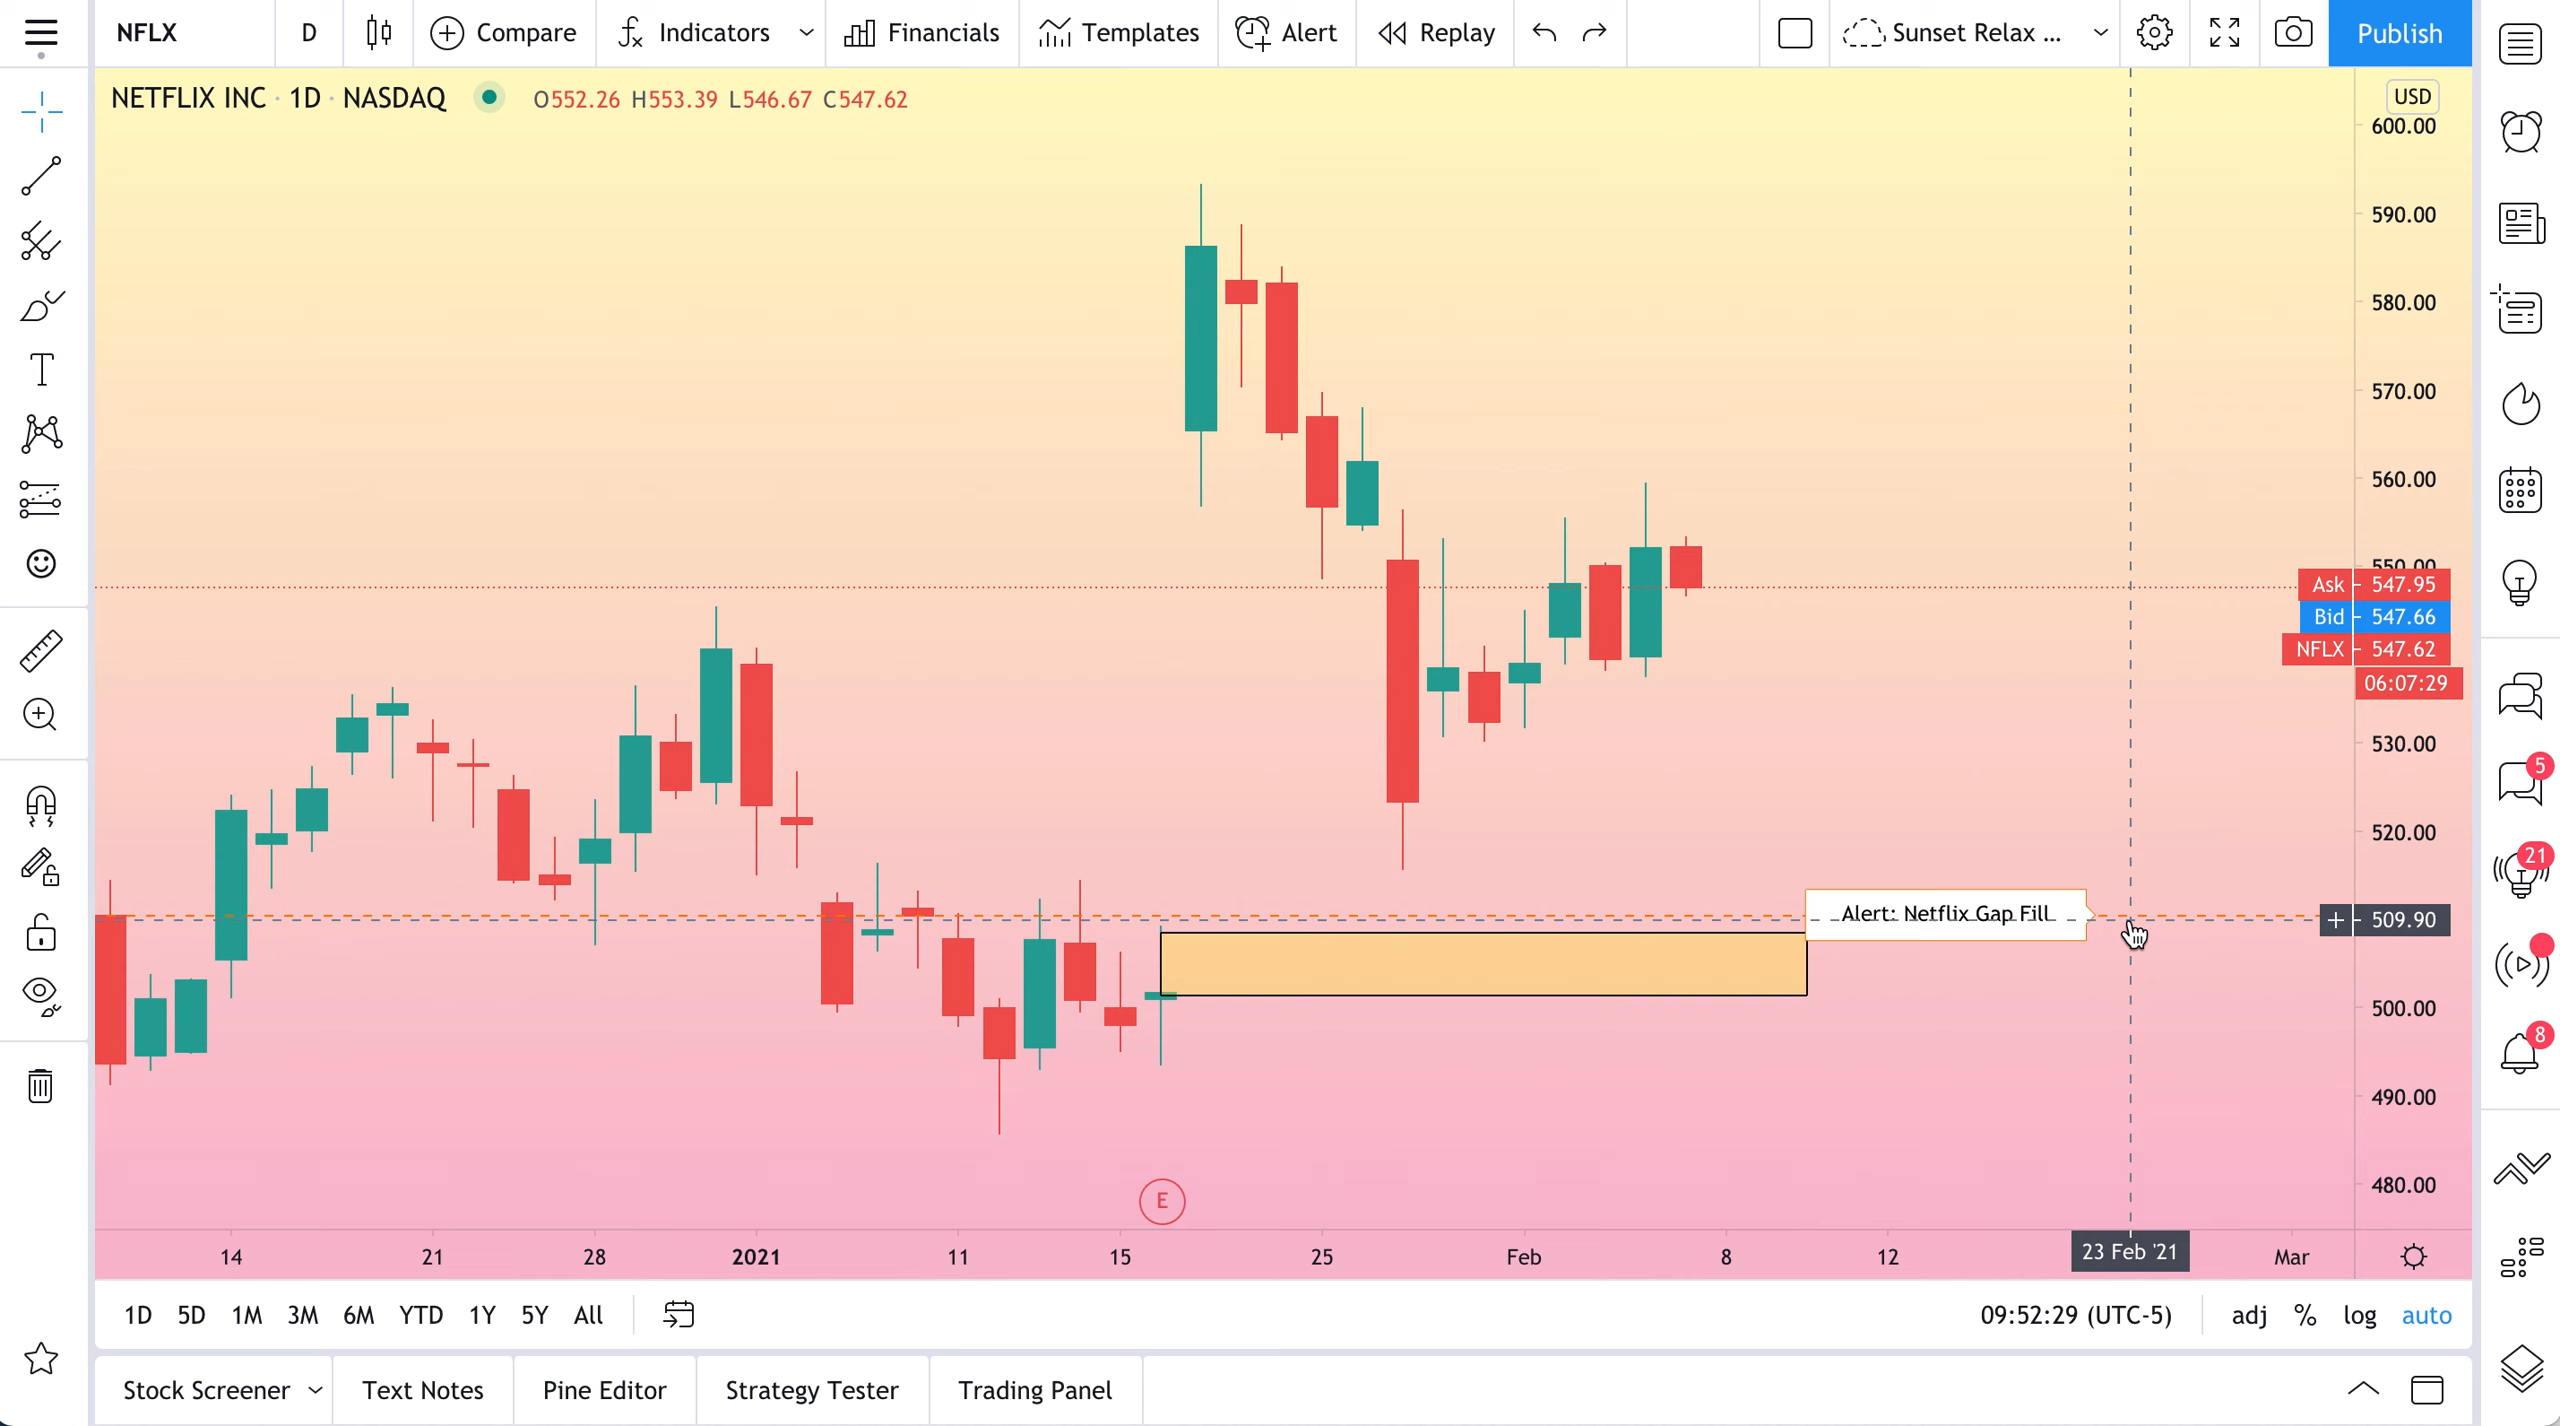 NFLX D Compare Indicators Financials Templates Alert Replay Sunset Relax ... Publish
NETFLIX INC · 1D · NASDAQ O552.26 H553.39 L546.67 C547.62
USD
600.00
590.00
580.00
570.00
560.00
550.00
Ask 547.95
Bid 547.66
NFLX 547.62
06:07:29
530.00
520.00
Alert: Netflix Gap Fill
+ 509.90
500.00
490.00
480.00
E
14 21 28 2021 11 15 25 Feb 8 12 23 Feb '21 Mar
5
21
8
1D 5D 1M 3M 6M YTD 1Y 5Y All 09:52:29 (UTC-5) adj % log auto
Stock Screener Text Notes Pine Editor Strategy Tester Trading Panel